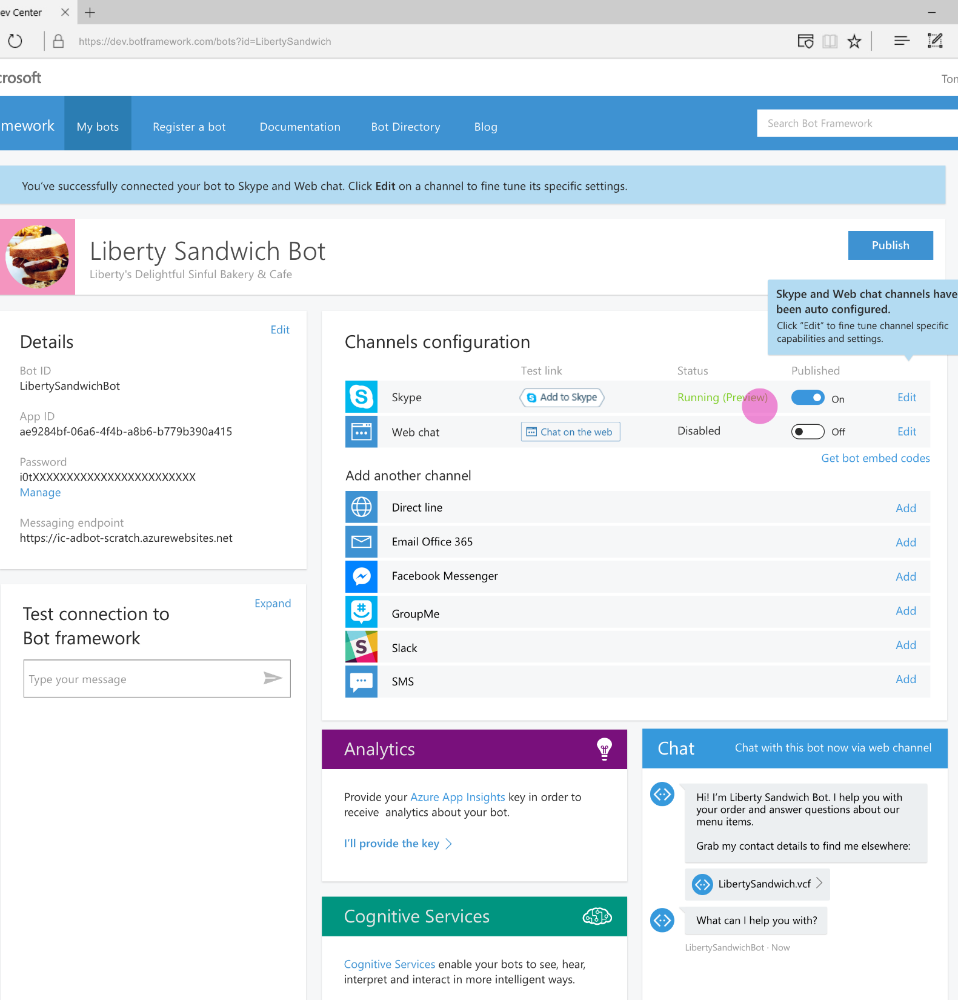 ev Center
https://dev.botframework.com/bots?id=LibertySandwich
crosoft
Tom
mework
My bots
Register a bot
Documentation
Bot Directory
Blog
Search Bot Framework
You've successfully connected your bot to Skype and Web chat. Click Edit on a channel to fine tune its specific settings.
Liberty Sandwich Bot
Liberty's Delightful Sinful Bakery & Cafe
Publish
Skype and Web chat channels have
been auto configured.
Click "Edit" to fine tune channel specific
capabilities and settings.
Details
Edit
Bot ID
LibertySandwichBot
App ID
ae9284bf-06a6-4f4b-a8b6-b779b390a415
Password
i0tXXXXXXXXXXXXXXXXXXXXXXXX
Manage
Messaging endpoint
https://ic-adbot-scratch.azurewebsites.net
Test connection to
Bot framework
Expand
Type your message
Channels configuration
Test link
Status
Published
Skype
Add to Skype
Running (Preview)
On
Edit
Web chat
Chat on the web
Disabled
Off
Edit
Get bot embed codes
Add another channel
Direct line
Add
Email Office 365
Add
Facebook Messenger
Add
GroupMe
Add
Slack
Add
SMS
Add
Analytics
Provide your Azure App Insights key in order to
receive analytics about your bot.
I'll provide the key
Cognitive Services
Cognitive Services enable your bots to see, hear,
interpret and interact in more intelligent ways.
Chat
Chat with this bot now via web channel
Hi! I'm Liberty Sandwich Bot. I help you with
your order and answer questions about our
menu items.
Grab my contact details to find me elsewhere:
LibertySandwich.vcf
What can I help you with?
LibertySandwichBot · Now